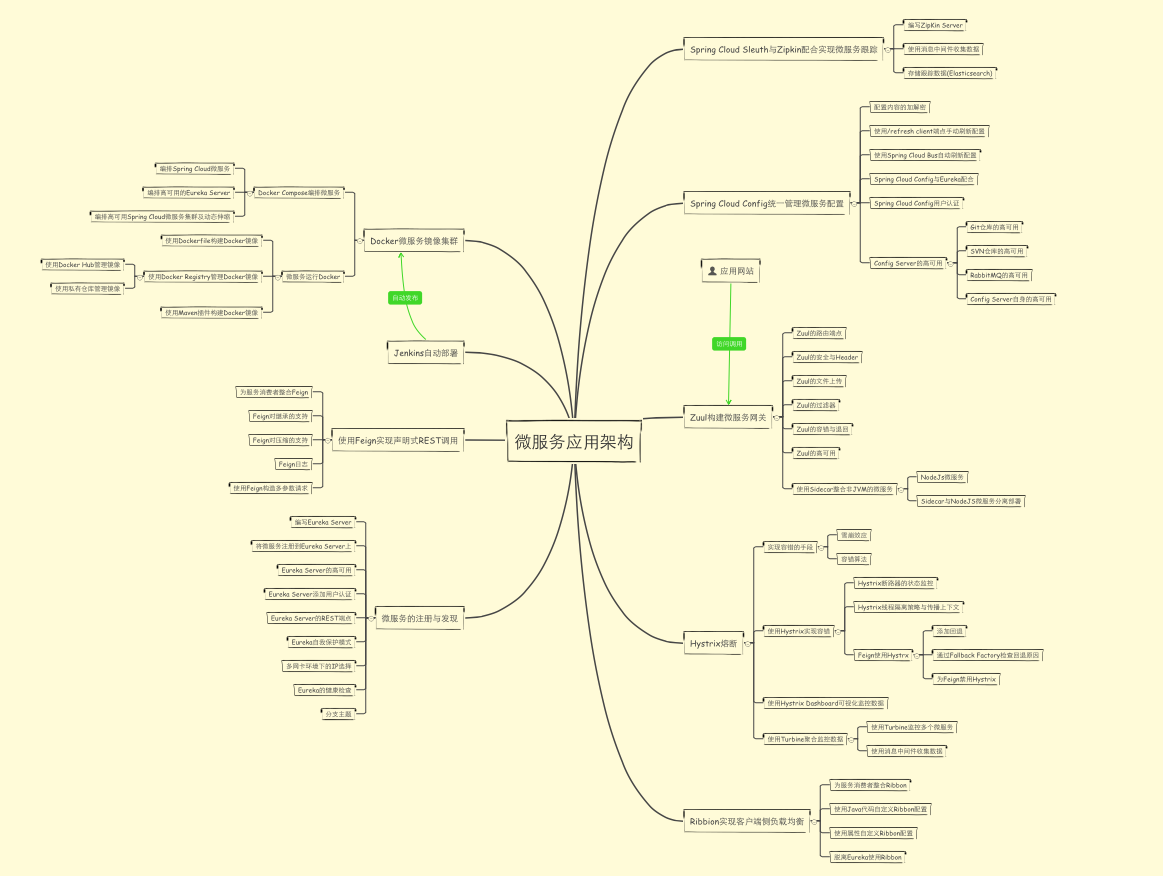 微服务应用架构
Spring Cloud Sleuth与Zipkin配合实现微服务跟踪
编写ZipKin Server
使用消息中间件收集数据
存储跟踪数据(Elasticsearch)
Spring Cloud Config统一管理微服务配置
配置内容的加解密
使用/refresh client端点手动刷新配置
使用Spring Cloud Bus自动刷新配置
Spring Cloud Config与Eureka配合
Spring Cloud Config用户认证
Config Server的高可用
Git仓库的高可用
SVN仓库的高可用
RabbitMQ的高可用
Config Server自身的高可用
应用网站
访问调用
Zuul构建微服务网关
Zuul的路由端点
Zuul的安全与Header
Zuul的文件上传
Zuul的过滤器
Zuul的容错与退回
Zuul的高可用
使用Sidecar整合非JVM的微服务
NodeJs微服务
Sidecar与NodeJS微服务分离部署
Hystrix熔断
实现容错的手段
雪崩效应
容错算法
使用Hystrix实现容错
Hystrix断路器的状态监控
Hystrix线程隔离策略与传播上下文
Feign使用Hystrx
添加回退
通过Fallback Factory检查回退原因
为Feign禁用Hystrix
使用Hystrix Dashboard可视化监控数据
使用Turbine聚合监控数据
使用Turbine监控多个微服务
使用消息中间件收集数据
Ribbion实现客户端侧负载均衡
为服务消费者整合Ribbon
使用Java代码自定义Ribbon配置
使用属性自定义Ribbon配置
脱离Eureka使用Ribbon
Docker微服务镜像集群
Docker Compose编排微服务
编排Spring Cloud微服务
编排高可用的Eureka Server
编排高可用Spring Cloud微服务集群及动态伸缩
微服务运行Docker
使用Dockerfile构建Docker镜像
使用Docker Registry管理Docker镜像
使用Docker Hub管理镜像
使用私有仓库管理镜像
使用Maven插件构建Docker镜像
自动发布
Jenkins自动部署
使用Feign实现声明式REST调用
为服务消费者整合Feign
Feign对继承的支持
Feign对压缩的支持
Feign日志
使用Feign构造多参数请求
微服务的注册与发现
编写Eureka Server
将微服务注册到Eureka Server上
Eureka Server的高可用
Eureka Server添加用户认证
Eureka Server的REST端点
Eureka自我保护模式
多网卡环境下的IP选择
Eureka的健康检查
分支主题